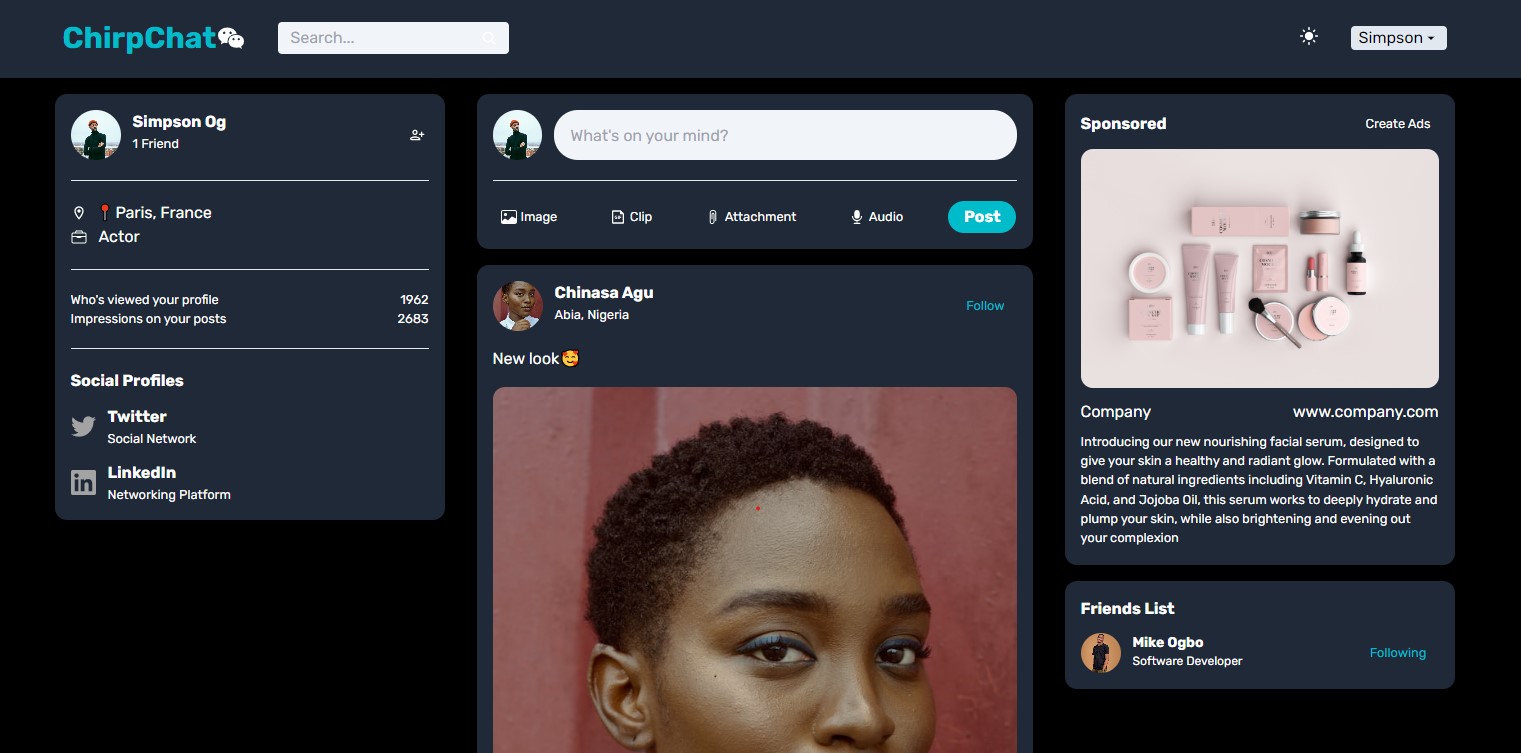 ChirpChat
Search...
Simpson
Simpson Og
1 Friend
📍 Paris, France
Actor
Who's viewed your profile 1962
Impressions on your posts 2683
Social Profiles
Twitter
Social Network
LinkedIn
Networking Platform
What's on your mind?
Image Clip Attachment Audio Post
Chinasa Agu
Abia, Nigeria
Follow
New look🥰
Sponsored Create Ads
Company www.company.com
Introducing our new nourishing facial serum, designed to
give your skin a healthy and radiant glow. Formulated with a
blend of natural ingredients including Vitamin C, Hyaluronic
Acid, and Jojoba Oil, this serum works to deeply hydrate and
plump your skin, while also brightening and evening out
your complexion
Friends List
Mike Ogbo
Software Developer
Following